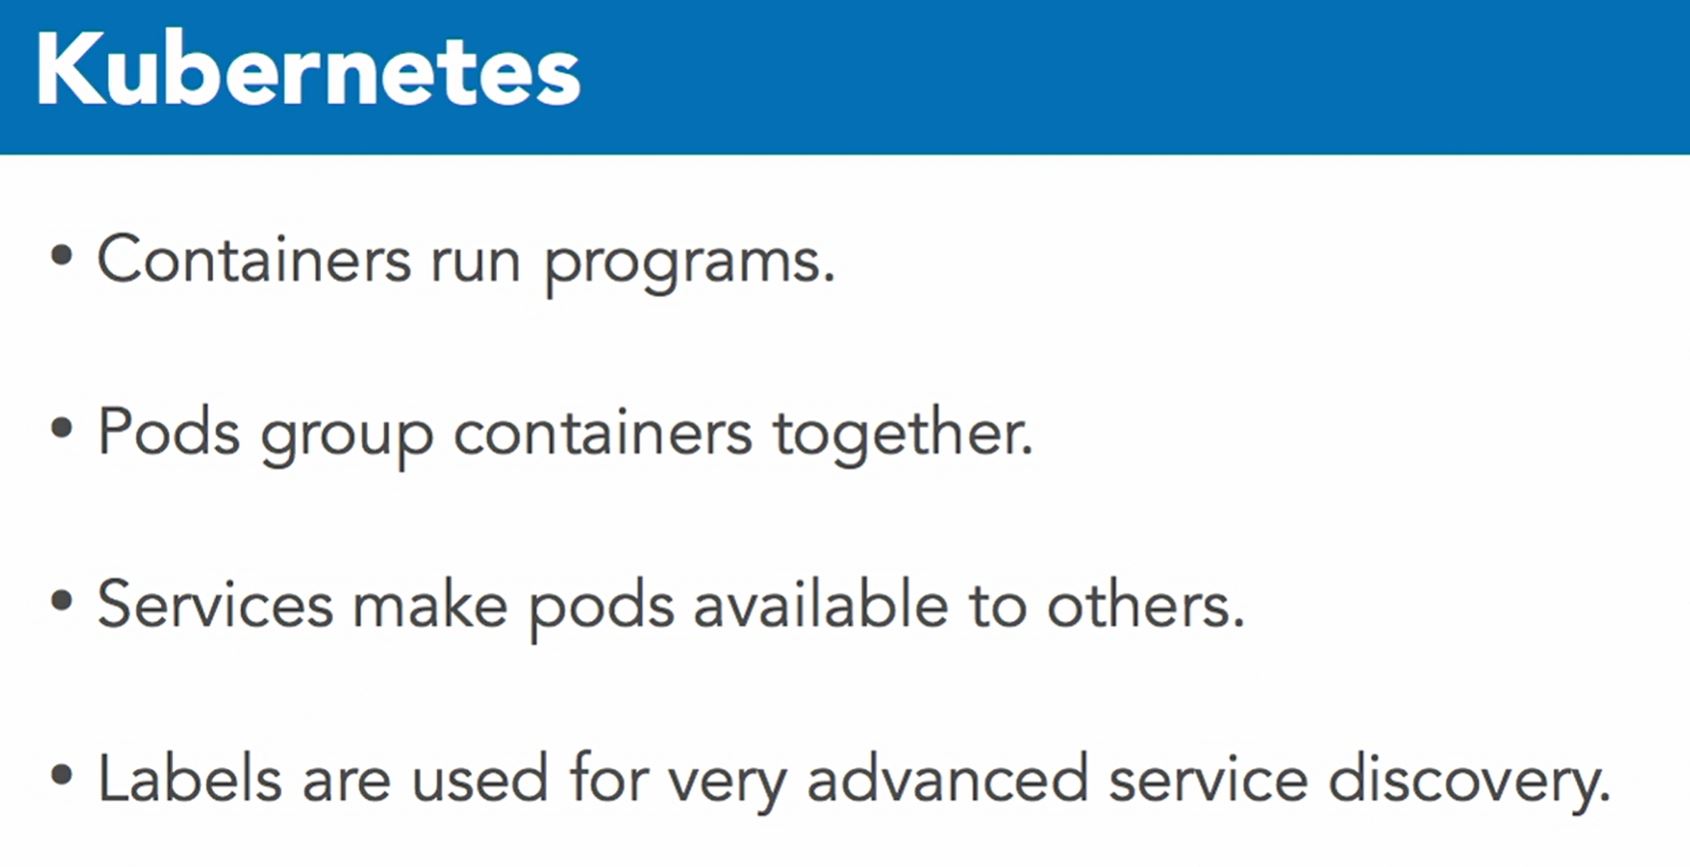 Kubernetes
• Containers run programs.
• Pods group containers together.
• Services make pods available to others.
• Labels are used for very advanced service discovery.